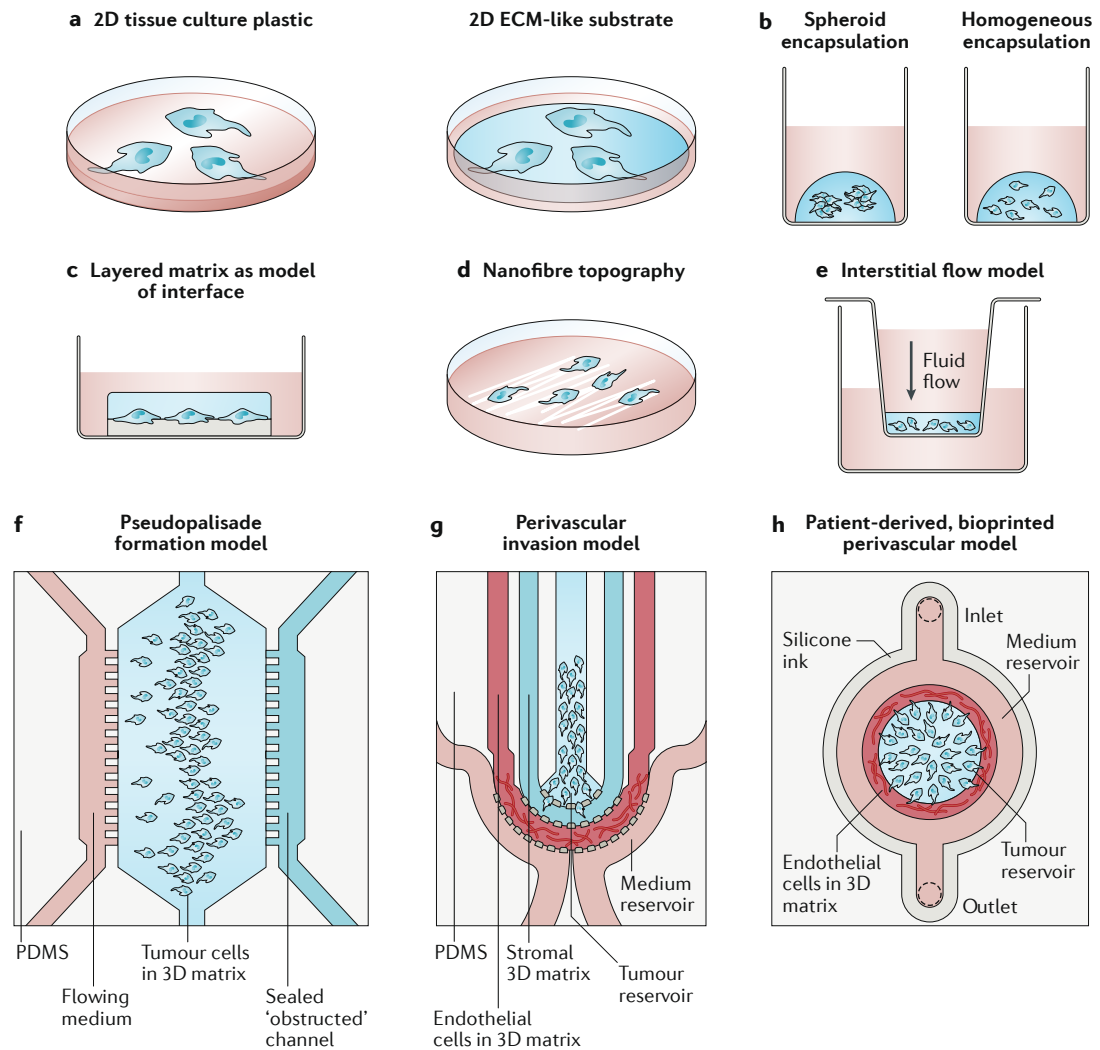 a 2D tissue culture plastic
2D ECM-like substrate
b Spheroid
encapsulation
Homogeneous
encapsulation
c Layered matrix as model
of interface
d Nanofibre topography
e Interstitial flow model
Fluid
flow
f Pseudopalisade
formation model
PDMS
Flowing
medium
Tumour cells
in 3D matrix
Sealed
‘obstructed’
channel
g Perivascular
invasion model
PDMS
Endothelial
cells in 3D matrix
Stromal
3D matrix
Tumour
reservoir
Medium
reservoir
h Patient-derived, bioprinted
perivascular model
Inlet
Silicone
ink
Medium
reservoir
Endothelial
cells in 3D
matrix
Tumour
reservoir
Outlet